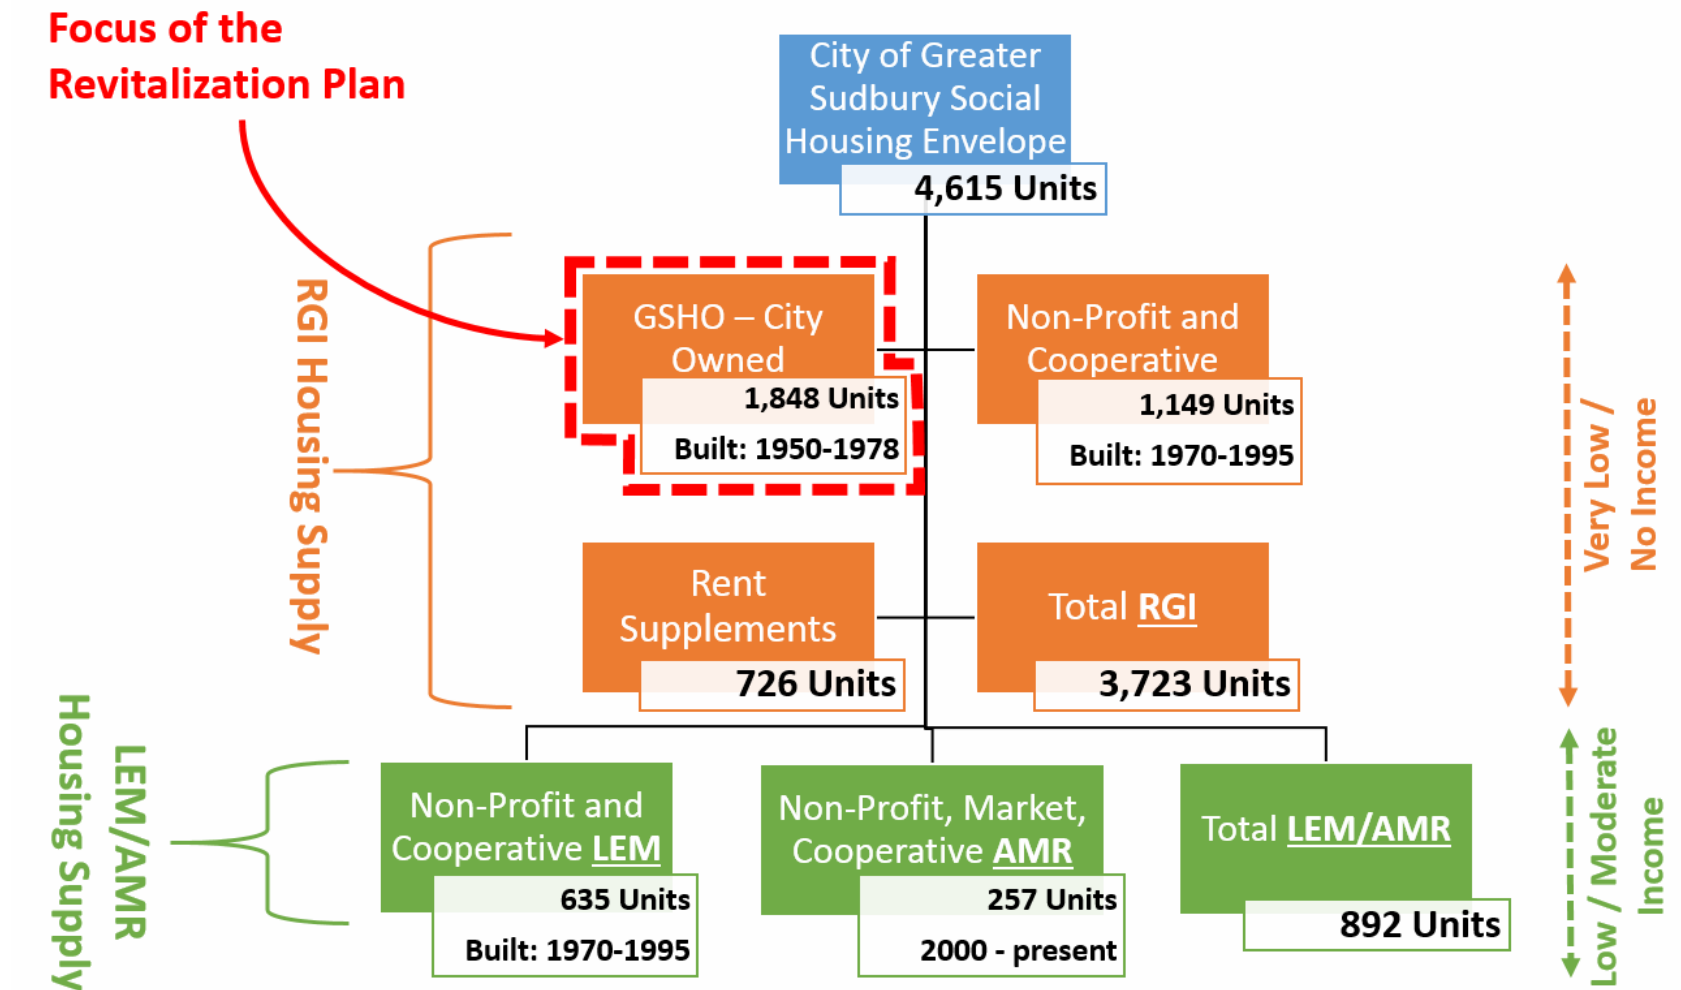 Focus of the
Revitalization Plan
City of Greater
Sudbury Social
Housing Envelope
4,615 Units
RGI Housing Supply
GSHO – City
Owned
1,848 Units
Built: 1950-1978
Non-Profit and
Cooperative
1,149 Units
Built: 1970-1995
Very Low /
No Income
Rent
Supplements
726 Units
Total RGI
3,723 Units
LEM/AMR
Housing Supply
Non-Profit and
Cooperative LEM
635 Units
Built: 1970-1995
Non-Profit, Market,
Cooperative AMR
257 Units
2000 - present
Total LEM/AMR
892 Units
Low / Moderate
Income